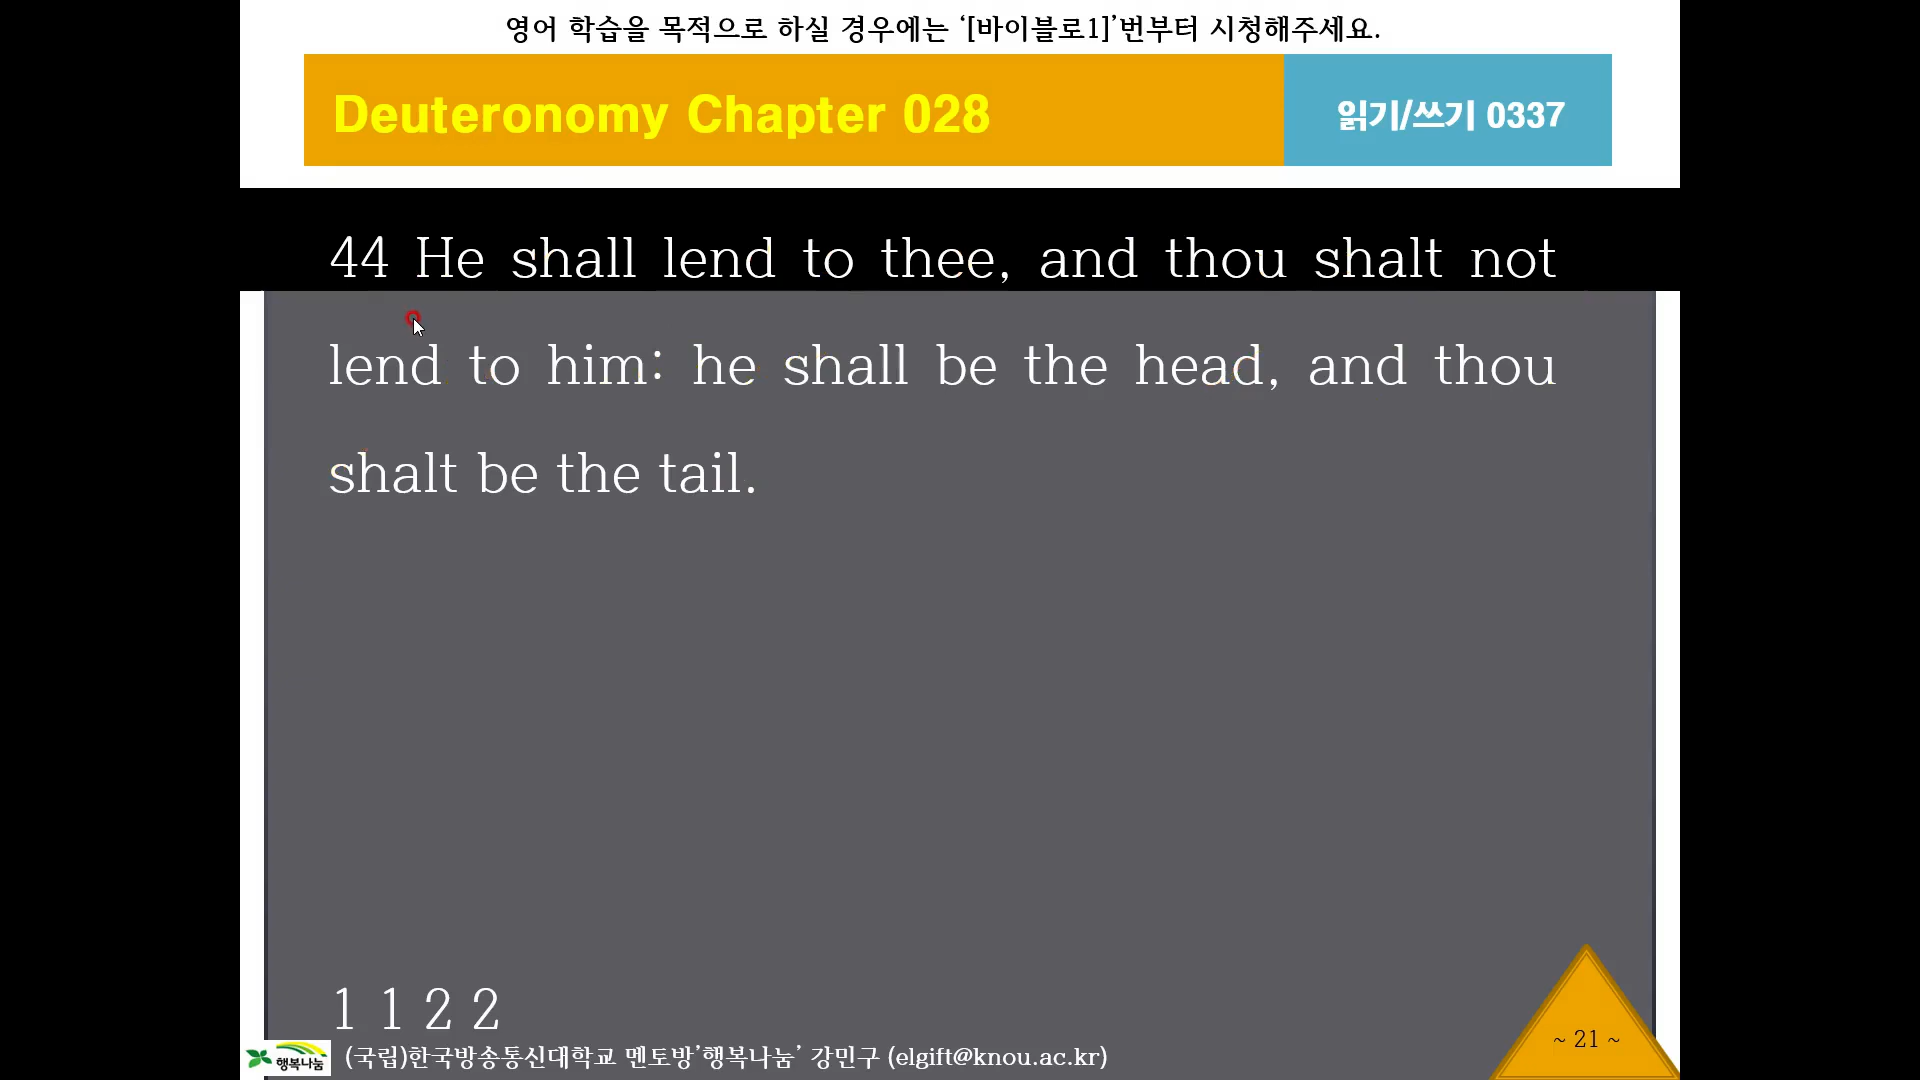 영어 학습을 목적으로 하실 경우에는 ‘[바이블로1]’번부터 시청해주세요.
Deuteronomy Chapter 028
읽기/쓰기 0337
44 He shall lend to thee, and thou shalt not
lend to him: he shall be the head, and thou
shalt be the tail.
1 1 2 2
행복나눔
(국립)한국방송통신대학교 멘토방’행복나눔’ 강민구 (elgift@knou.ac.kr)
~ 21 ~